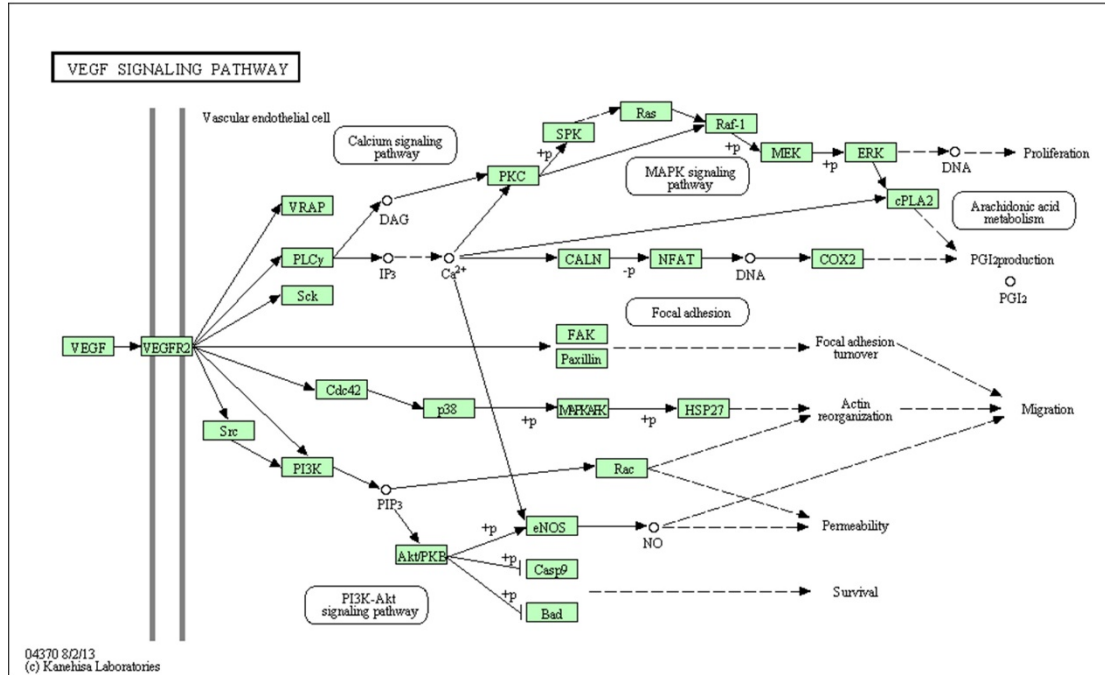 VEGF SIGNALING PATHWAY
Vascular endothelial cell
Calcium signaling
pathway
SPK
Ras
Raf-1
+p
+p
MEK
+p
ERK
DNA
Proliferation
PKC
MAPK signaling
pathway
VRAP
DAG
cPLA2
Arachidonic acid
metabolism
PLCγ
IP3
Ca2+
CALN
-p
NFAT
DNA
COX2
PGI2production
PGI2
Sck
Focal adhesion
VEGF
VEGFR2
FAK
Paxillin
Focal adhesion
turnover
Cdc42
p38
+p
MAPKAPK
+p
HSP27
Actin
reorganization
Migration
Src
PI3K
PIP3
Rac
+p
eNOS
NO
Permeability
Akt/PKB
+p
Casp9
+p
Bad
Survival
PI3K-Akt
signaling pathway
04370 8/2/13
(c) Kanehisa Laboratories